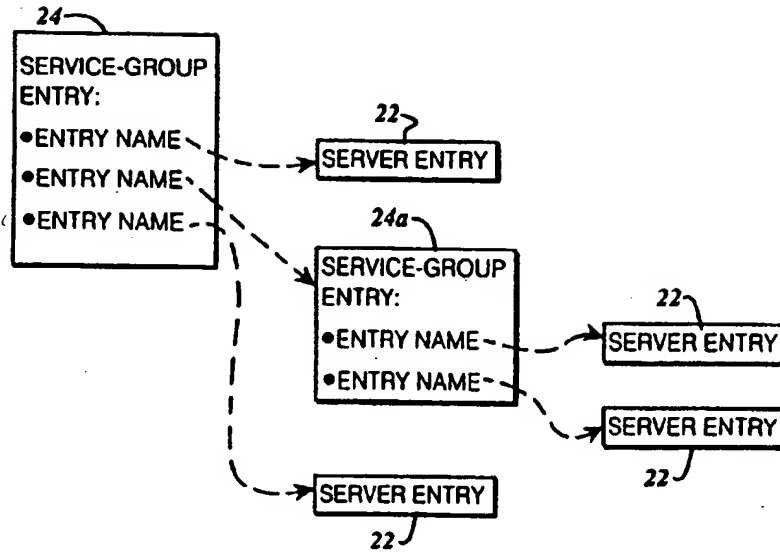 24
SERVICE-GROUP
ENTRY:
•ENTRY NAME
•ENTRY NAME
•ENTRY NAME
22
SERVER ENTRY
24a
SERVICE-GROUP
ENTRY:
•ENTRY NAME
•ENTRY NAME
22
SERVER ENTRY
SERVER ENTRY
22
SERVER ENTRY
22